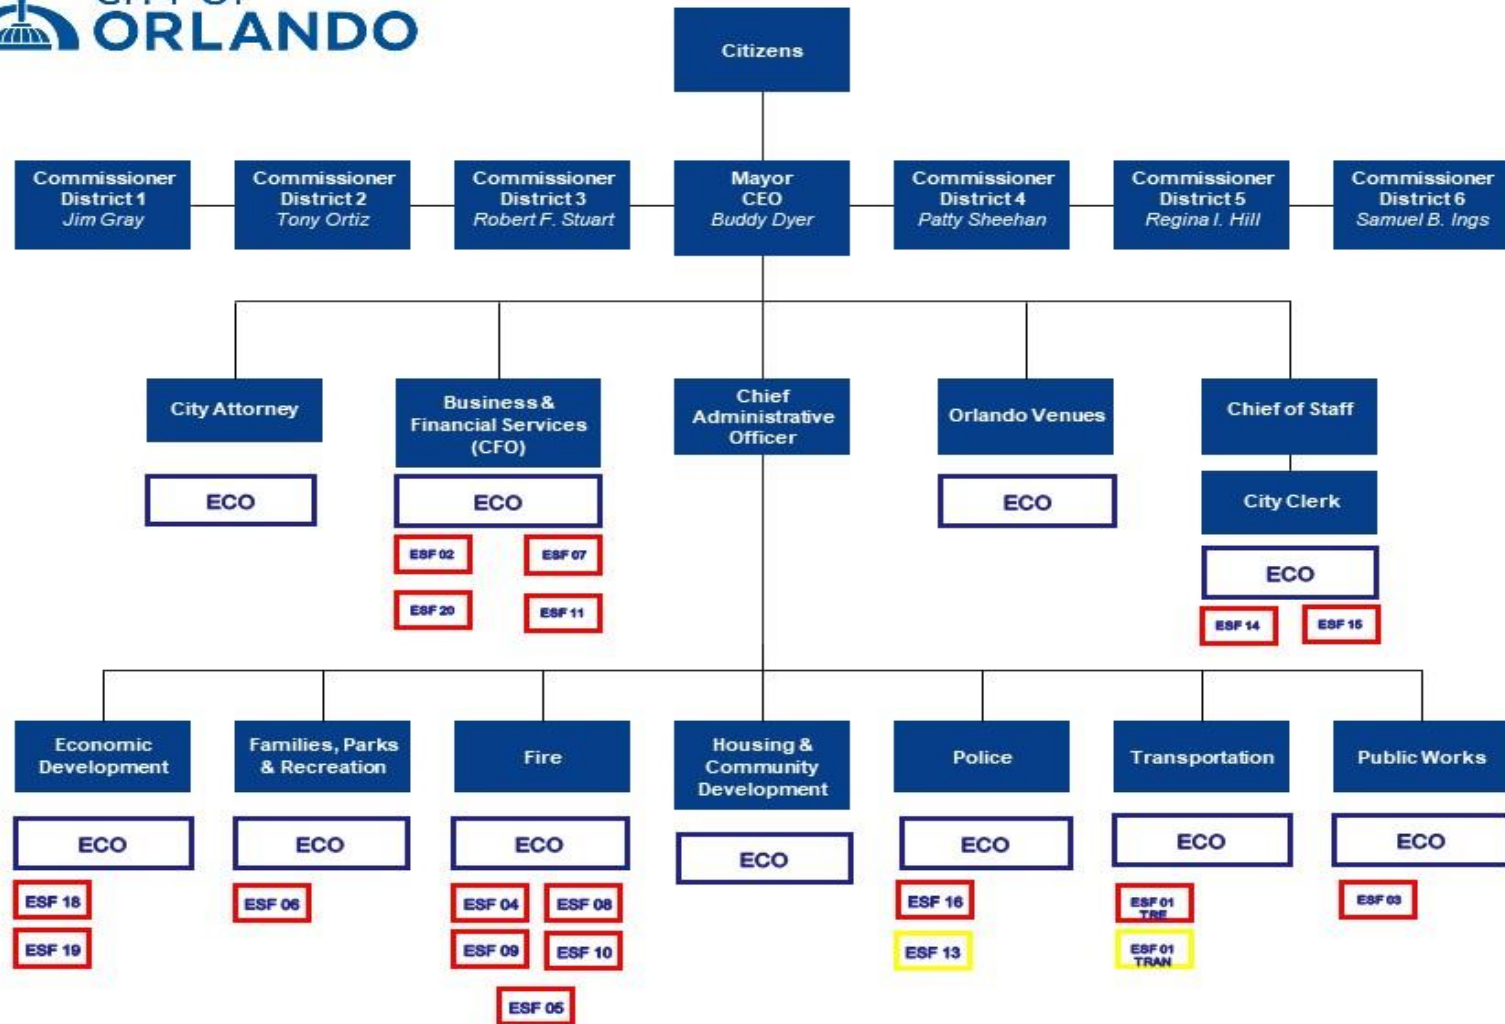 CITY OF
ORLANDO
Citizens
Commissioner
District 1
Jim Gray
Commissioner
District 2
Tony Ortiz
Commissioner
District 3
Robert F. Stuart
Mayor
CEO
Buddy Dyer
Commissioner
District 4
Patty Sheehan
Commissioner
District 5
Regina I. Hill
Commissioner
District 6
Samuel B. Ings
City Attorney
ECO
Business &
Financial Services
(CFO)
ECO
ESF 02
ESF 07
ESF 20
ESF 11
Chief
Administrative
Officer
Orlando Venues
ECO
Chief of Staff
City Clerk
ECO
ESF 14
ESF 15
Economic
Development
ECO
ESF 18
ESF 19
Families, Parks
& Recreation
ECO
ESF 06
Fire
ECO
ESF 04
ESF 08
ESF 09
ESF 10
ESF 05
Housing &
Community
Development
ECO
Police
ECO
ESF 16
ESF 13
Transportation
ECO
ESF 01
TRE
ESF 01
TRAN
Public Works
ECO
ESF 03